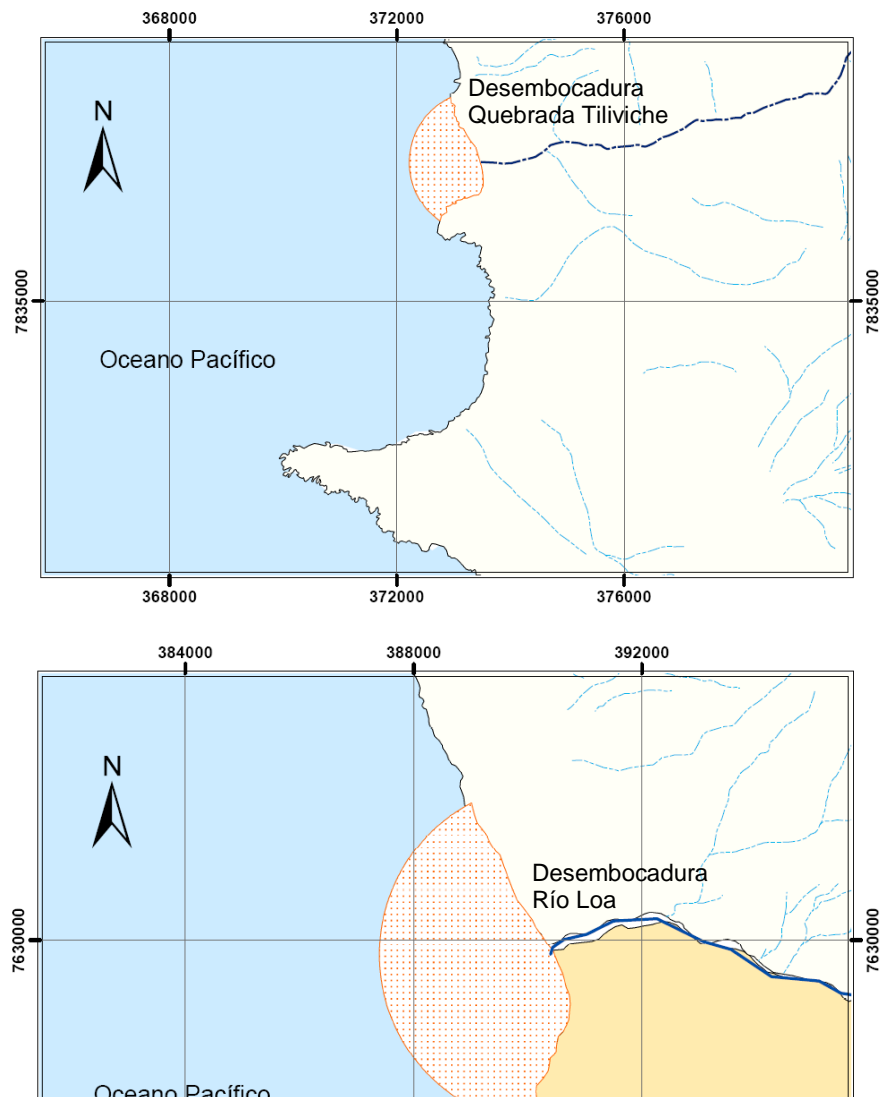 368000
372000
376000
Desembocadura
Quebrada Tiliviche
N
7835000
7835000
Oceano Pacífico
368000
372000
376000
384000
388000
392000
N
Desembocadura
Río Loa
7630000
7630000
Oceano Pacífico